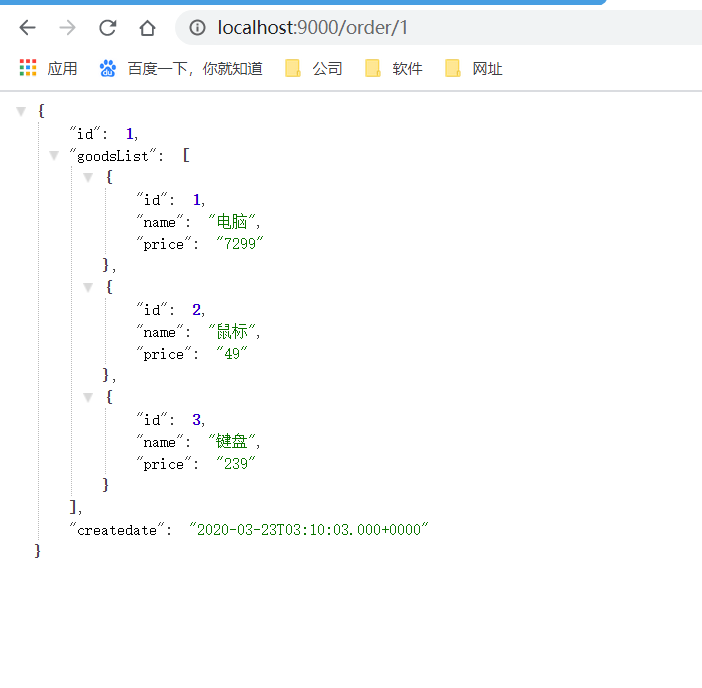 localhost:9000/order/1
应用 百度一下，你就知道 公司 软件 网址
{
"id": 1,
"goodsList": [
{
"id": 1,
"name": "电脑",
"price": "7299"
},
{
"id": 2,
"name": "鼠标",
"price": "49"
},
{
"id": 3,
"name": "键盘",
"price": "239"
}
],
"createdate": "2020-03-23T03:10:03.000+0000"
}